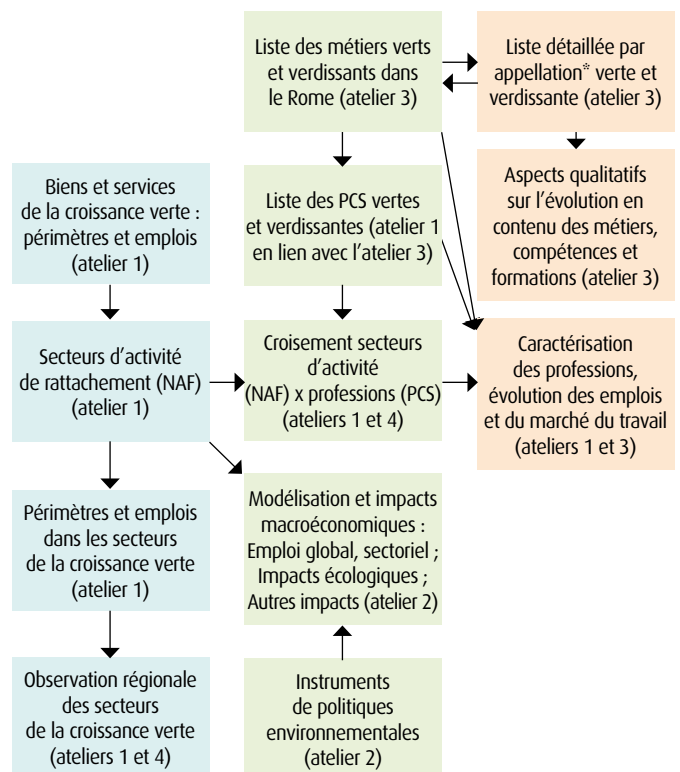 Liste des métiers verts
et verdissants dans
le Rome (atelier 3)
Liste détaillée par
appellation* verte et
verdissante (atelier 3)
Biens et services
de la croissance verte :
périmètres et emplois
(atelier 1)
Liste des PCS vertes
et verdissantes (atelier 1
en lien avec l'atelier 3)
Aspects qualitatifs
sur l'évolution en
contenu des métiers,
compétences et
formations (atelier 3)
Secteurs d'activité
de rattachement (NAF)
(atelier 1)
Croisement secteurs
d'activité
(NAF) x professions (PCS)
(ateliers 1 et 4)
Caractérisation
des professions,
évolution des emplois
et du marché du travail
(ateliers 1 et 3)
Périmètres et emplois
dans les secteurs
de la croissance verte
(atelier 1)
Modélisation et impacts
macroéconomiques :
Emploi global, sectoriel ;
Impacts écologiques ;
Autres impacts (atelier 2)
Observation régionale
des secteurs
de la croissance verte
(ateliers 1 et 4)
Instruments
de politiques
environnementales
(atelier 2)